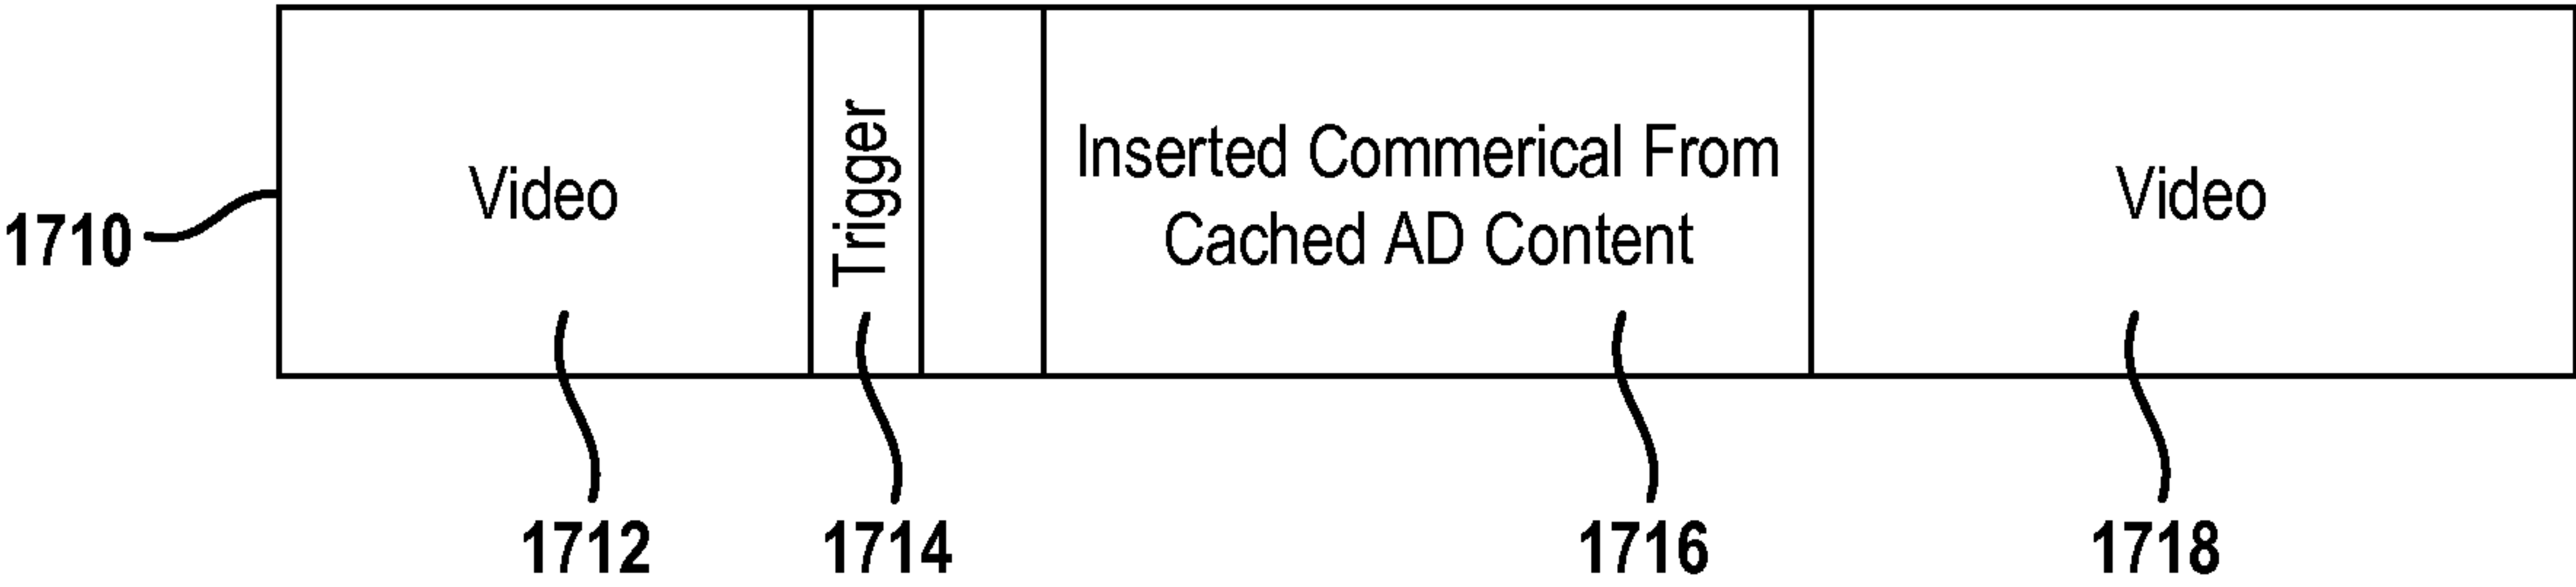 Video
Trigger
Inserted Commerical From
Cached AD Content
Video
1710
1712
1714
1716
1718